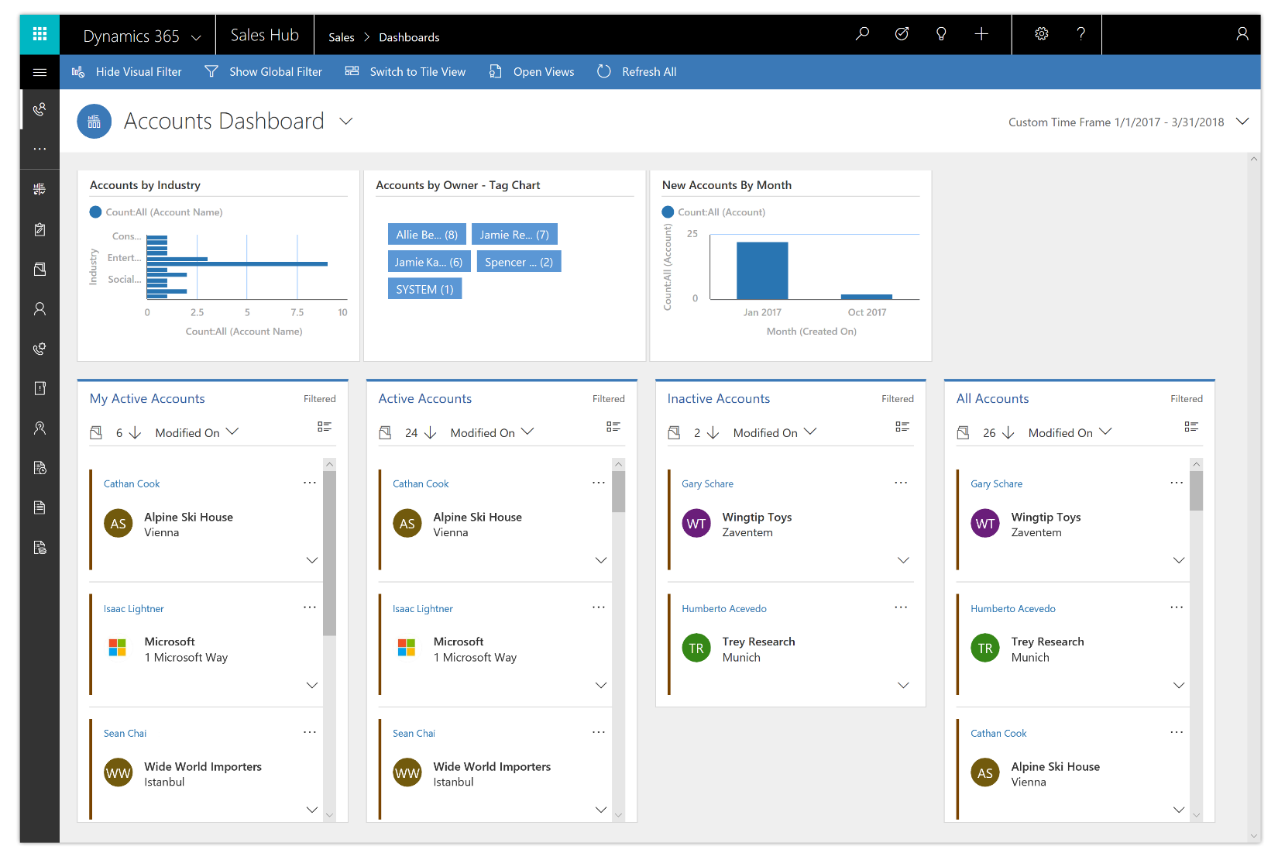 Dynamics 365 Sales Hub Sales > Dashboards
Hide Visual Filter Show Global Filter Switch to Tile View Open Views Refresh All
Accounts Dashboard
Custom Time Frame 1/1/2017 - 3/31/2018
Accounts by Industry
Count:All (Account Name)
Industry
Cons...
Entert...
Social...
0 2.5 5 7.5 10
Count:All (Account Name)
Accounts by Owner - Tag Chart
Allie Be... (8) Jamie Re... (7)
Jamie Ka... (6) Spencer ... (2)
SYSTEM (1)
New Accounts By Month
Count:All (Account)
Count:All (Account)
25
0
Jan 2017 Oct 2017
Month (Created On)
My Active Accounts Filtered
6 Modified On
Cathan Cook
AS
Alpine Ski House
Vienna
Isaac Lightner
Microsoft
1 Microsoft Way
Sean Chai
WW
Wide World Importers
Istanbul
Active Accounts Filtered
24 Modified On
Cathan Cook
AS
Alpine Ski House
Vienna
Isaac Lightner
Microsoft
1 Microsoft Way
Sean Chai
WW
Wide World Importers
Istanbul
Inactive Accounts Filtered
2 Modified On
Gary Schare
WT
Wingtip Toys
Zaventem
Humberto Acevedo
TR
Trey Research
Munich
All Accounts Filtered
26 Modified On
Gary Schare
WT
Wingtip Toys
Zaventem
Humberto Acevedo
TR
Trey Research
Munich
Cathan Cook
AS
Alpine Ski House
Vienna